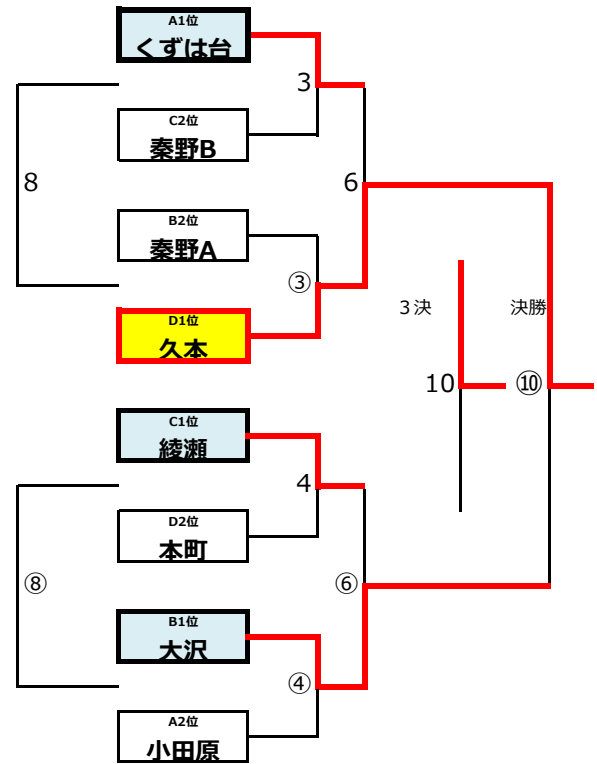 A1位
くずは台
3
C2位
秦野B
8
6
B2位
秦野A
③
3決
決勝
D1位
久本
10
⑩
C1位
綾瀬
4
D2位
本町
⑧
⑥
B1位
大沢
④
A2位
小田原